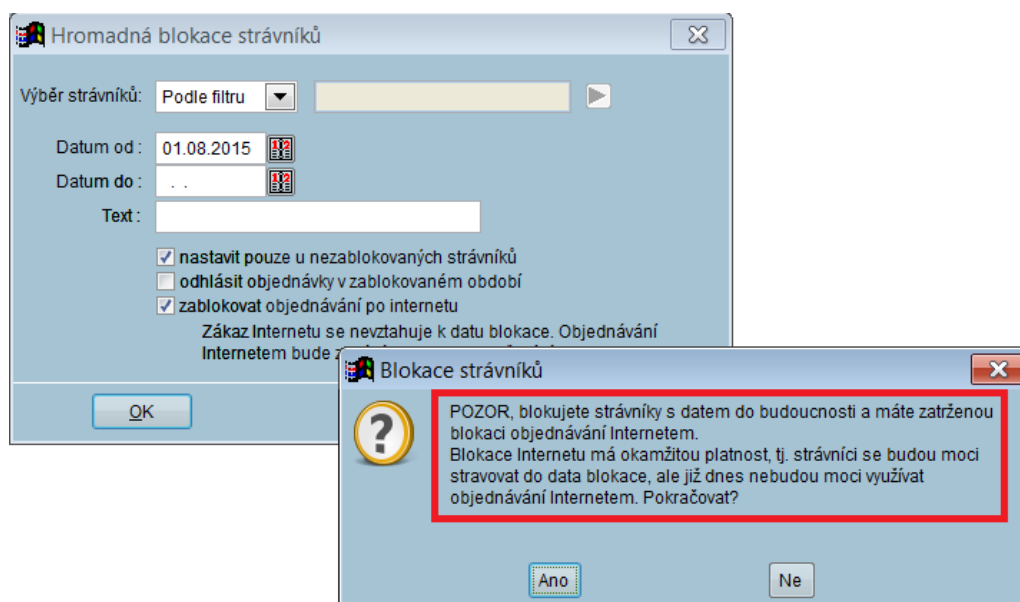 Hromadná blokace strávníků
Výběr strávníků: Podle filtru
Datum od : 01.08.2015
Datum do : . .
Text :
nastavit pouze u nezablokovaných strávníků
odhlásit objednávky v zablokovaném období
zablokovat objednávání po internetu
Zákaz Internetu se nevztahuje k datu blokace. Objednávání
Internetem bude
OK
Blokace strávníků
POZOR, blokujete strávníky s datem do budoucnosti a máte zatrženou
blokaci objednávání Internetem.
Blokace Internetu má okamžitou platnost, tj. strávníci se budou moci
stravovat do data blokace, ale již dnes nebudou moci využívat
objednávání Internetem. Pokračovat?
Ano
Ne